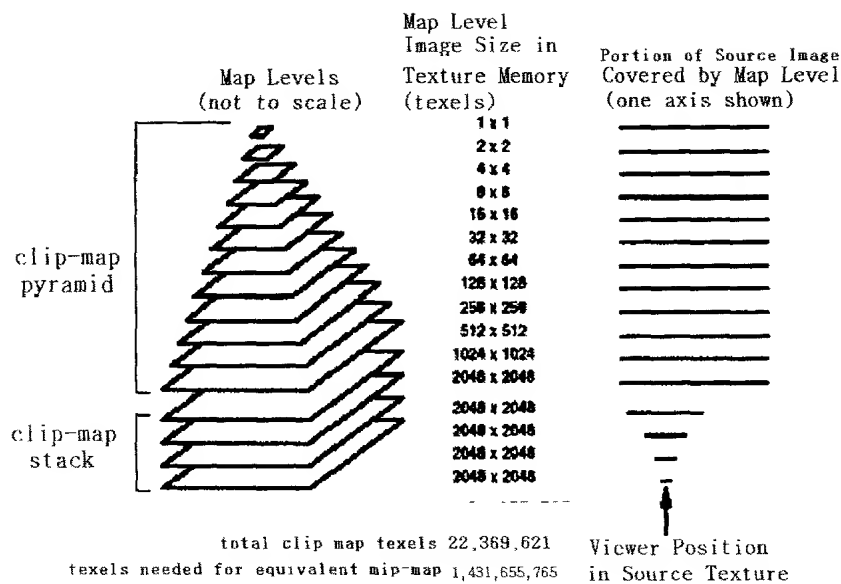 Map Level
Image Size in
Texture Memory
(texels)
Map Levels
(not to scale)
Portion of Source Image
Covered by Map Level
(one axis shown)
1 x 1
2 x 2
4 x 4
8 x 8
16 x 16
32 x 32
64 x 64
128 x 128
256 x 256
512 x 512
1024 x 1024
2048 x 2048
2048 x 2048
2048 x 2048
2048 x 2048
2048 x 2048
clip-map
pyramid
clip-map
stack
total clip map texels 22,369,621
texels needed for equivalent mip-map 1,431,655,765
Viewer Position
in Source Texture